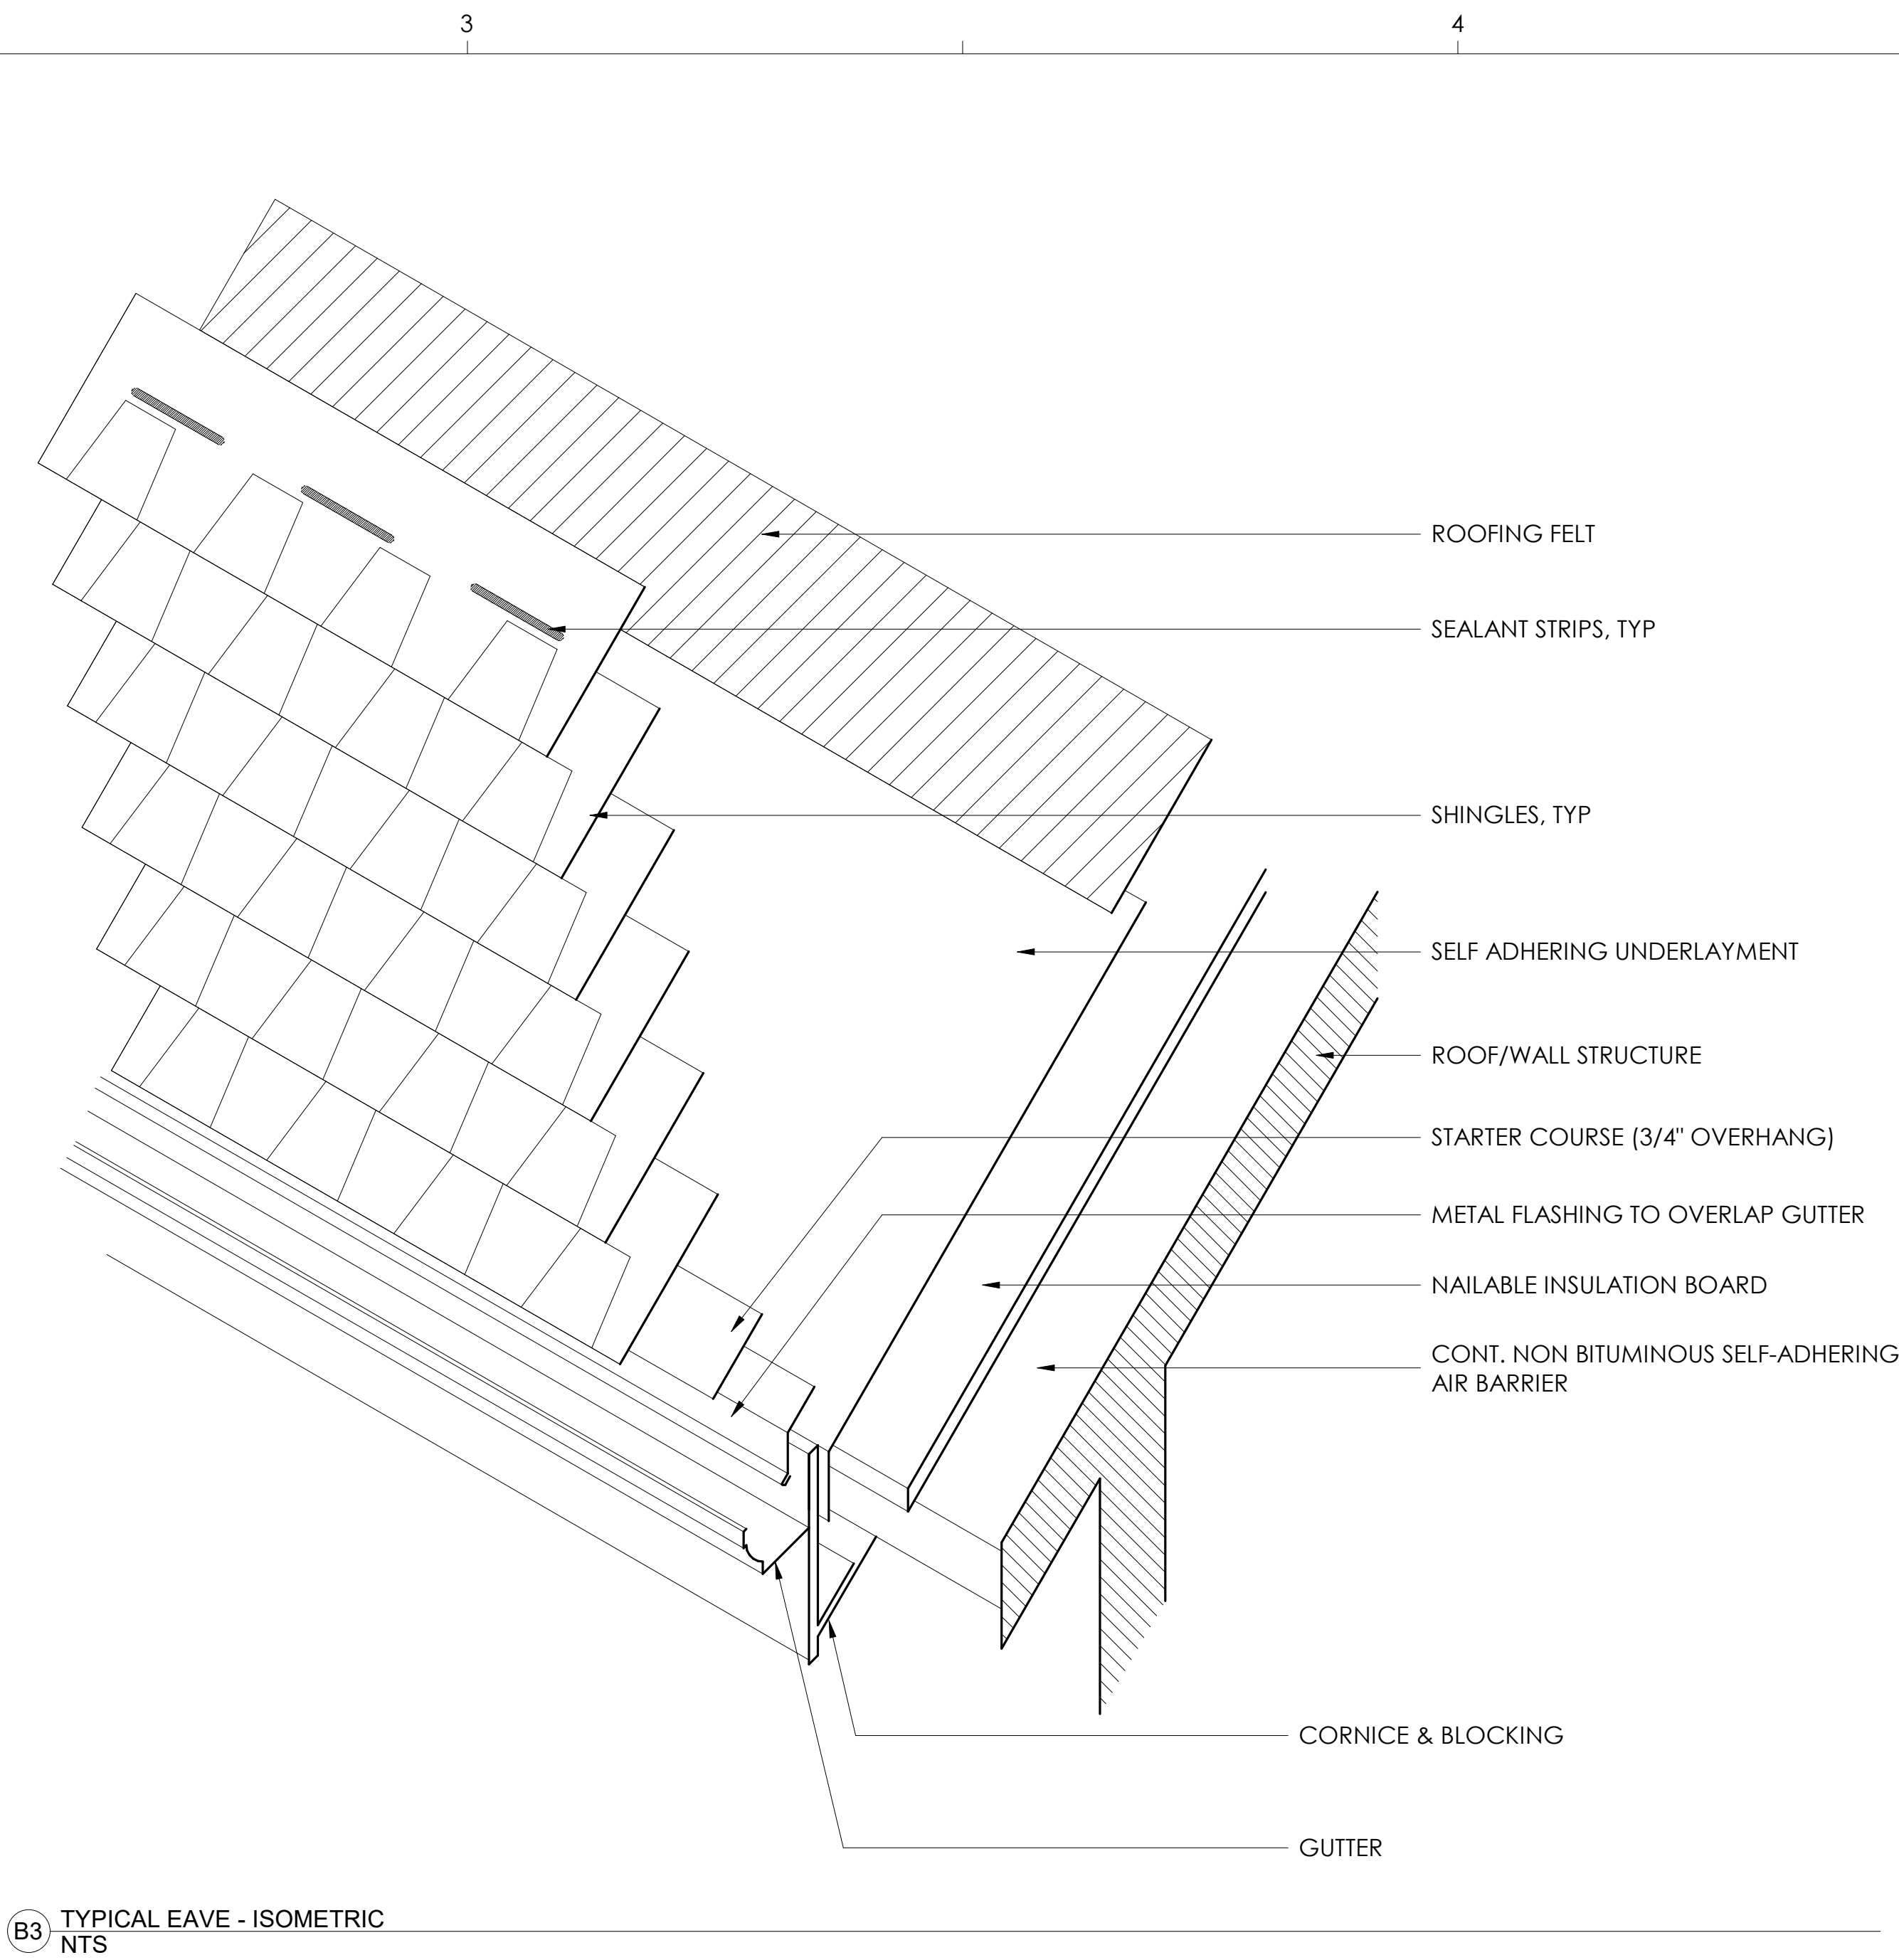 3
4
ROOFING FELT
SEALANT STRIPS, TYP
SHINGLES, TYP
SELF ADHERING UNDERLAYMENT
ROOF/WALL STRUCTURE
STARTER COURSE (3/4" OVERHANG)
METAL FLASHING TO OVERLAP GUTTER
NAILABLE INSULATION BOARD
CONT. NON BITUMINOUS SELF-ADHERING
AIR BARRIER
CORNICE & BLOCKING
GUTTER
B3
TYPICAL EAVE - ISOMETRIC
NTS